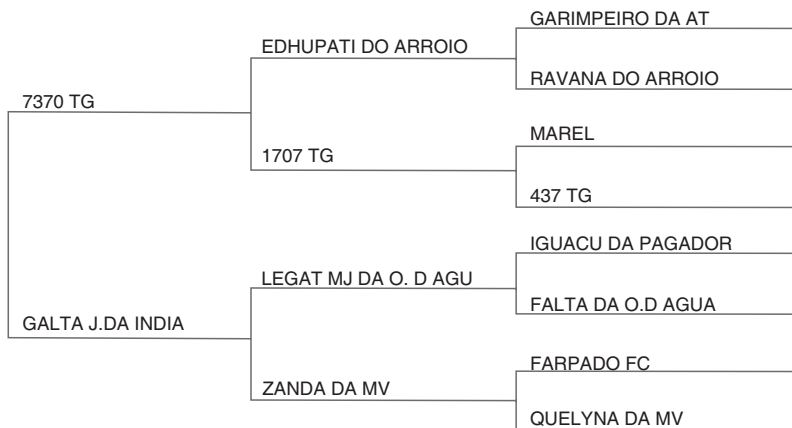 GARIMPEIRO DA AT
EDHUPATI DO ARROIO
RAVANA DO ARROIO
7370 TG
MAREL
1707 TG
437 TG
IGUACU DA PAGADOR
LEGAT MJ DA O. D AGU
FALTA DA O.D AGUA
GALTA J.DA INDIA
FARPADO FC
ZANDA DA MV
QUELYNA DA MV